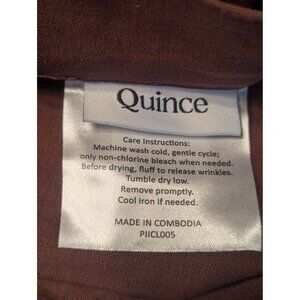 Quince
Care Instructions:
Machine wash cold, gentle cycle;
only non-chlorine bleach when needed.
Before drying, fluff to release wrinkles.
Tumble dry low.
Remove promptly.
Cool Iron if needed.
MADE IN COMBODIA
PIICL005